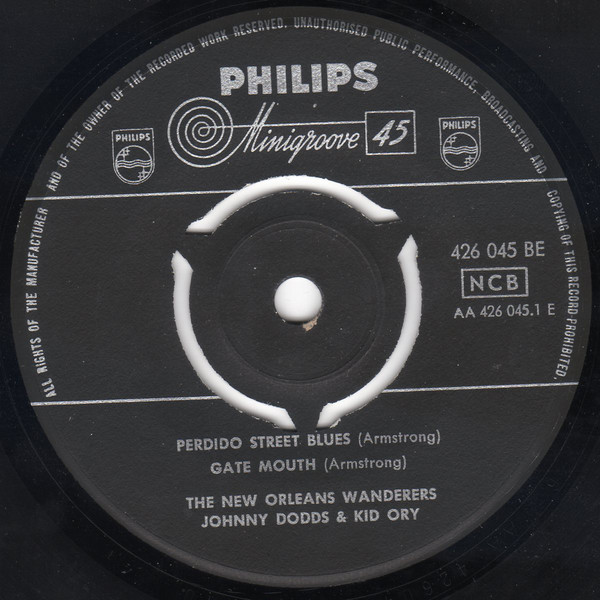 ALL RIGHTS OF THE MANUFACTURER AND OF THE OWNER OF THE RECORDED WORK RESERVED. UNAUTHORISED PUBLIC PERFORMANCE, BROADCASTING AND COPYING OF THIS RECORD PROHIBITED.
PHILIPS
Minigroove 45
PHILIPS
PHILIPS
426 045 BE
NCB
AA 426 045.1 E
PERDIDO STREET BLUES (Armstrong)
GATE MOUTH (Armstrong)
THE NEW ORLEANS WANDERERS
JOHNNY DODDS & KID ORY